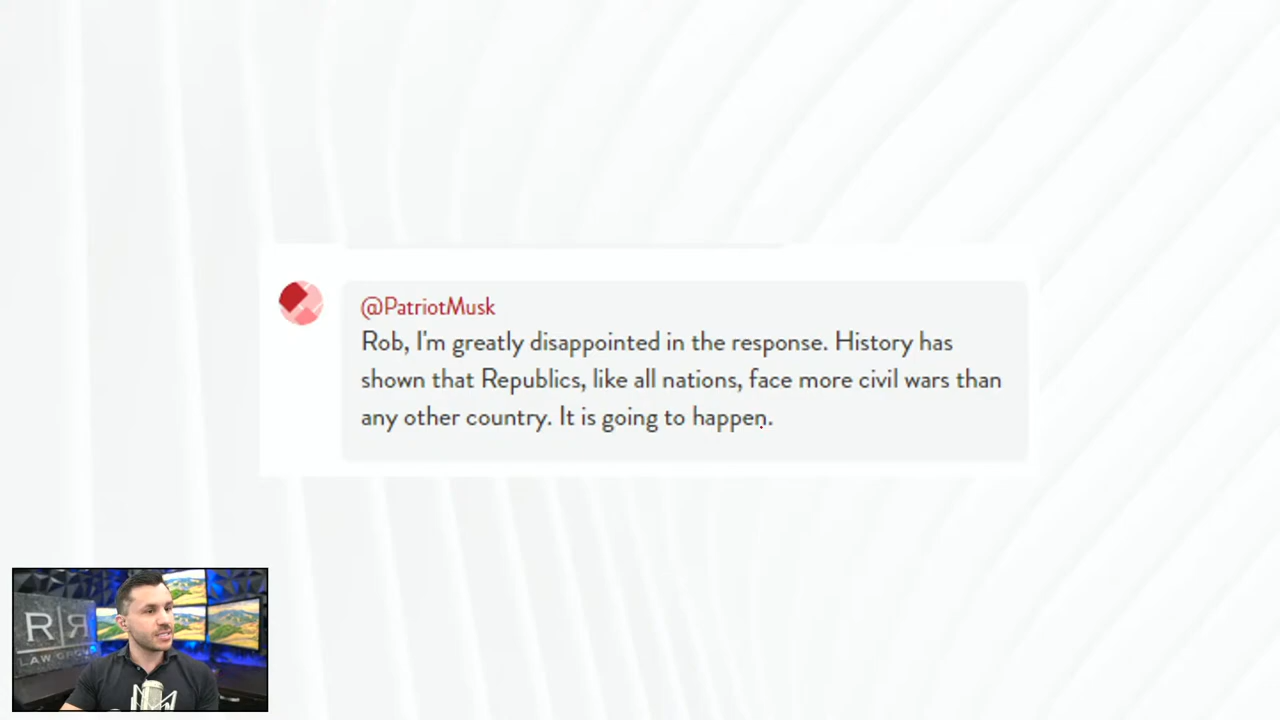 @PatriotMusk
Rob, I'm greatly disappointed in the response. History has
shown that Republics, like all nations, face more civil wars than
any other country. It is going to happen.
R|R
LAW GROUP